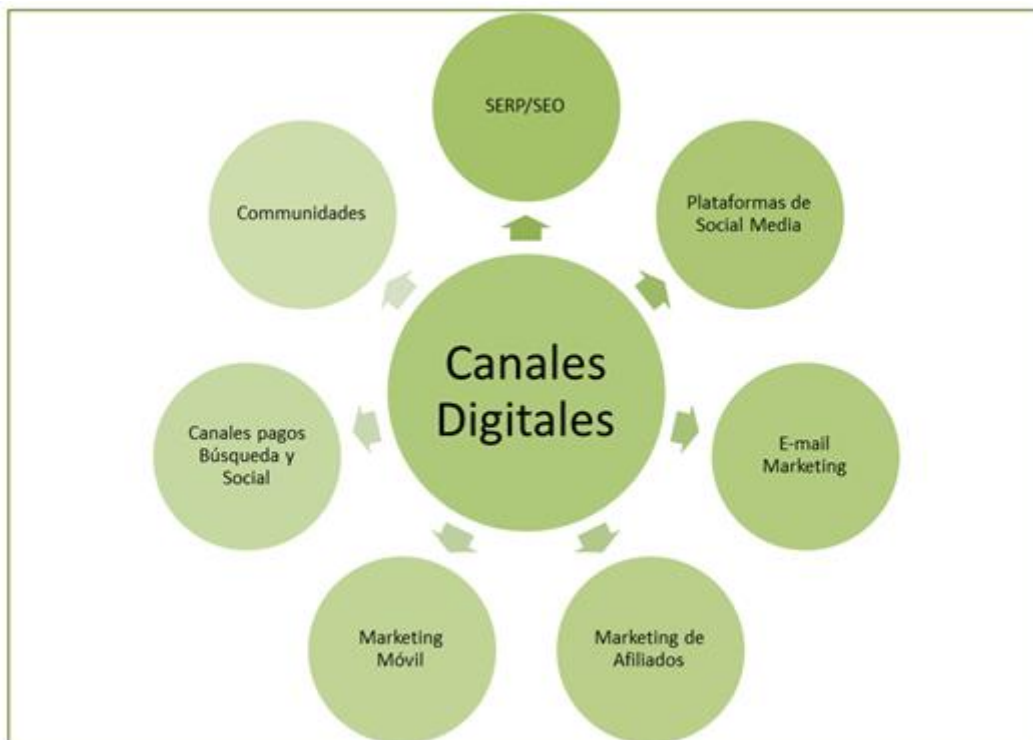 SERP/SEO
Plataformas de
Social Media
E-mail
Marketing
Marketing de
Afiliados
Marketing
Móvil
Canales pagos
Búsqueda y
Social
Communidades
Canales
Digitales